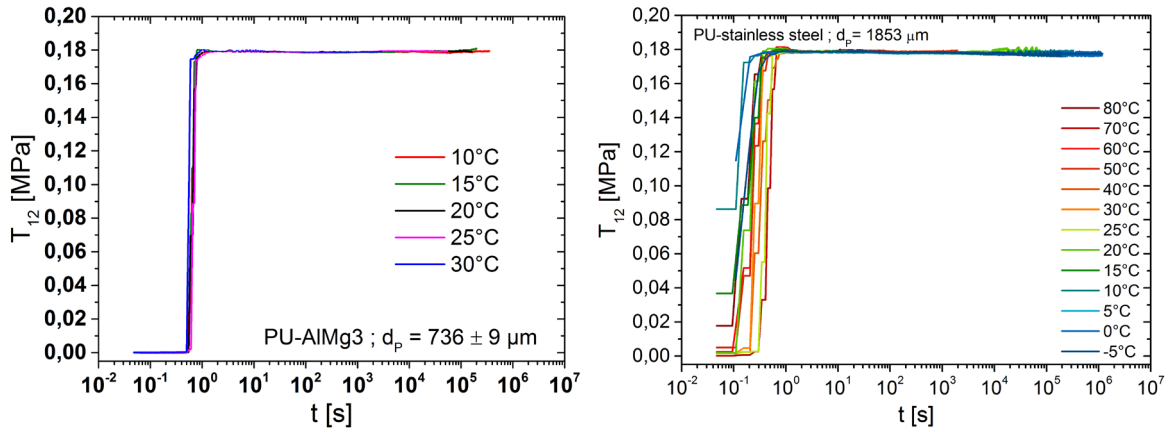 0,20
0,18
0,16
0,14
0,12
0,10
0,08
0,06
0,04
0,02
0,00
T12 [MPa]
10°C
15°C
20°C
25°C
30°C
PU-AlMg3 ; dP = 736 ± 9 µm
10-2 10-1 100 101 102 103 104 105 106 107
t [s]
0,20
0,18
0,16
0,14
0,12
0,10
0,08
0,06
0,04
0,02
0,00
T12 [MPa]
PU-stainless steel ; dP= 1853 µm
80°C
70°C
60°C
50°C
40°C
30°C
25°C
20°C
15°C
10°C
5°C
0°C
-5°C
10-2 10-1 100 101 102 103 104 105 106 107
t [s]